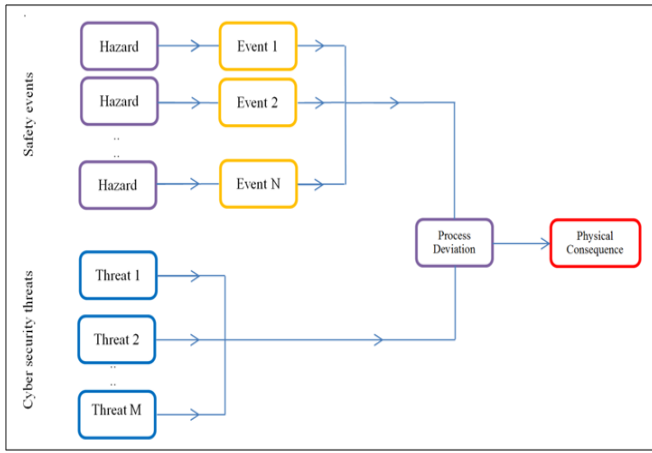 Safety events
Hazard
Event 1
Hazard
Event 2
..
..
Hazard
Event N
Process
Deviation
Physical
Consequence
Cyber security threats
Threat 1
Threat 2
..
..
Threat M